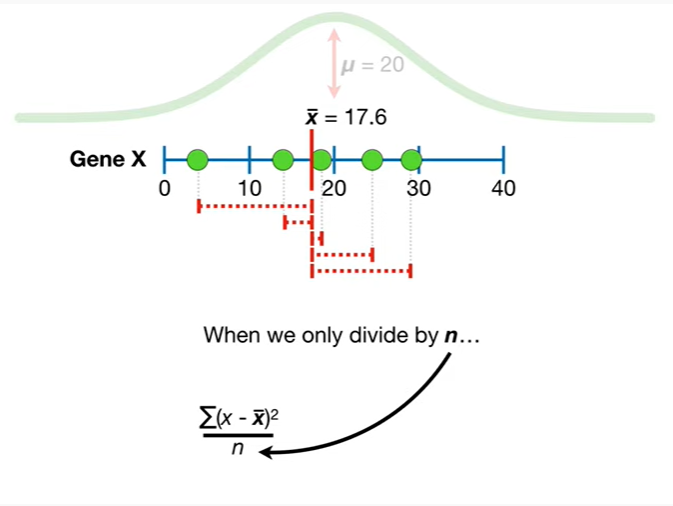 μ = 20
x̄ = 17.6
Gene X
0 10 20 30 40
When we only divide by n...
∑(x - x̄)²
n